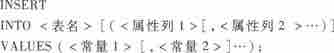 INSERT
INTO <表名> [(<属性列 1> [, <属性列 2 >…) ]
VALUES (<常量 1> [ ,<常量 2>]…);